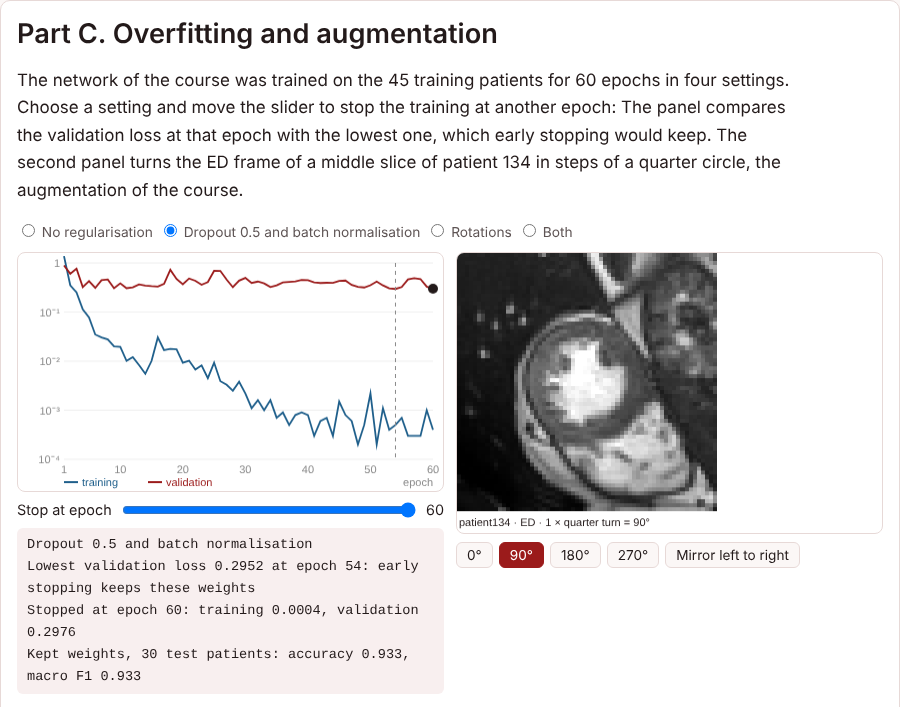 Part C. Overfitting and augmentation
The network of the course was trained on the 45 training patients for 60 epochs in four settings.
Choose a setting and move the slider to stop the training at another epoch: The panel compares
the validation loss at that epoch with the lowest one, which early stopping would keep. The
second panel turns the ED frame of a middle slice of patient 134 in steps of a quarter circle, the
augmentation of the course.
No regularisation Dropout 0.5 and batch normalisation Rotations Both
1
10⁻¹
10⁻²
10⁻³
10⁻⁴
1 10 20 30 40 50 60
training validation epoch
Stop at epoch 60
Dropout 0.5 and batch normalisation
Lowest validation loss 0.2952 at epoch 54: early
stopping keeps these weights
Stopped at epoch 60: training 0.0004, validation
0.2976
Kept weights, 30 test patients: accuracy 0.933,
macro F1 0.933
patient134 · ED · 1 × quarter turn = 90°
0° 90° 180° 270° Mirror left to right